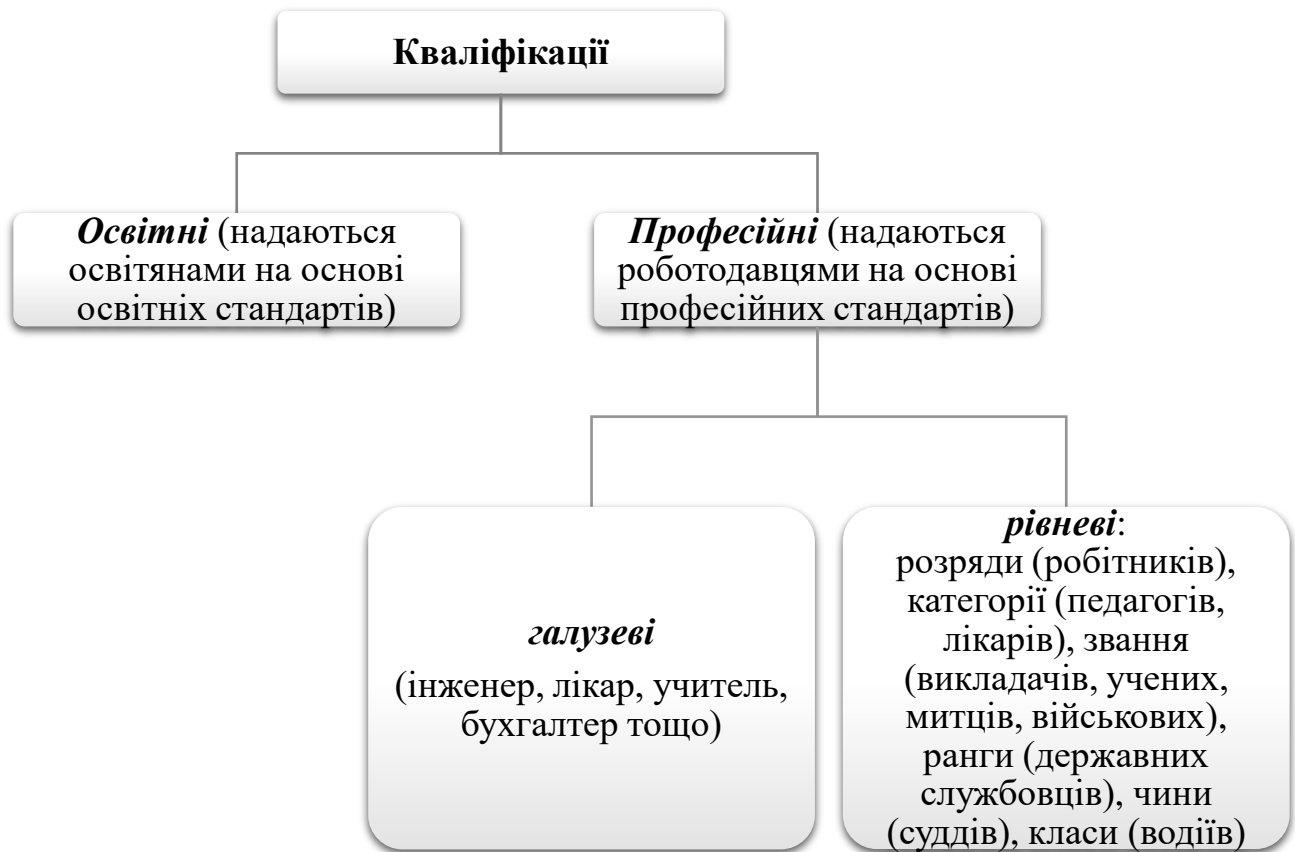 Кваліфікації
Освітні (надаються
освітянами на основі
освітніх стандартів)
Професійні (надаються
роботодавцями на основі
професійних стандартів)
галузеві
(інженер, лікар, учитель,
бухгалтер тощо)
рівневі:
розряди (робітників),
категорії (педагогів,
лікарів), звання
(викладачів, учених,
митців, військових),
ранги (державних
службовців), чини
(суддів), класи (водіїв)